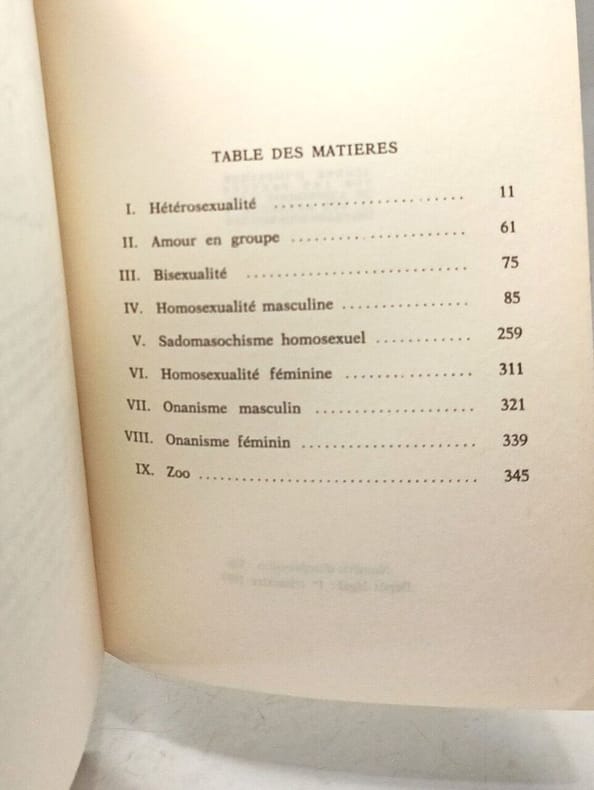 TABLE DES MATIERES
I. Hétérosexualité ........................ 11
II. Amour en groupe ........................ 61
III. Bisexualité ............................ 75
IV. Homosexualité masculine ................ 85
V. Sadomasochisme homosexuel ............ 259
VI. Homosexualité féminine ................ 311
VII. Onanisme masculin .................... 321
VIII. Onanisme féminin ...................... 339
IX. Zoo .................................... 345